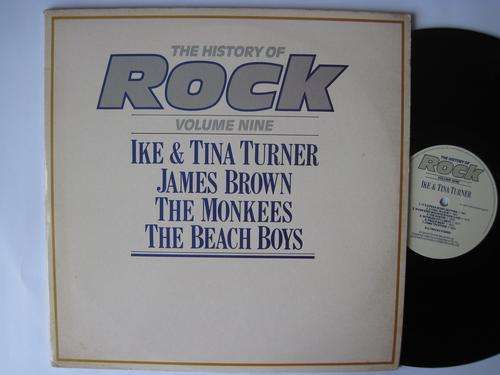 THE HISTORY OF
ROCK
VOLUME NINE
IKE & TINA TURNER
JAMES BROWN
THE MONKEES
THE BEACH BOYS
THE HISTORY OF
ROCK
VOLUME NINE
IKE & TINA TURNER